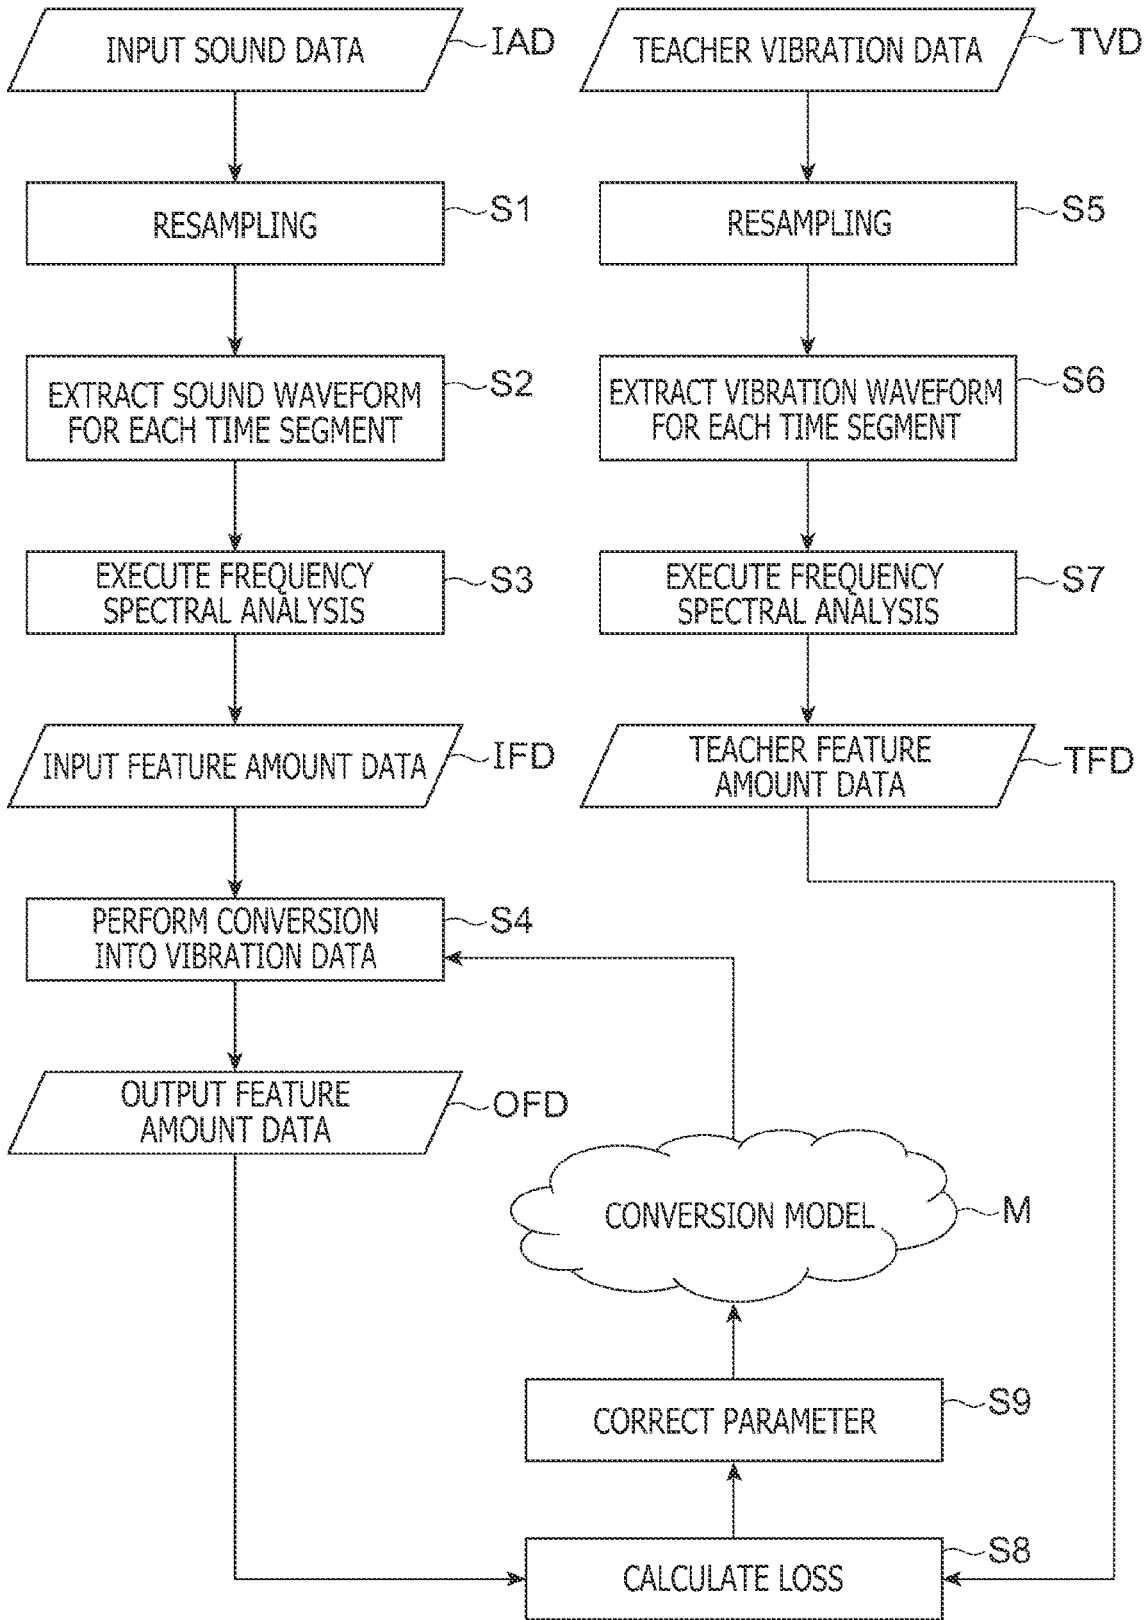 INPUT SOUND DATA
IAD
TEACHER VIBRATION DATA
TVD
RESAMPLING
S1
RESAMPLING
S5
EXTRACT SOUND WAVEFORM
FOR EACH TIME SEGMENT
S2
EXTRACT VIBRATION WAVEFORM
FOR EACH TIME SEGMENT
S6
EXECUTE FREQUENCY
SPECTRAL ANALYSIS
S3
EXECUTE FREQUENCY
SPECTRAL ANALYSIS
S7
INPUT FEATURE AMOUNT DATA
IFD
TEACHER FEATURE
AMOUNT DATA
TFD
PERFORM CONVERSION
INTO VIBRATION DATA
S4
OUTPUT FEATURE
AMOUNT DATA
OFD
CONVERSION MODEL
M
CORRECT PARAMETER
S9
CALCULATE LOSS
S8